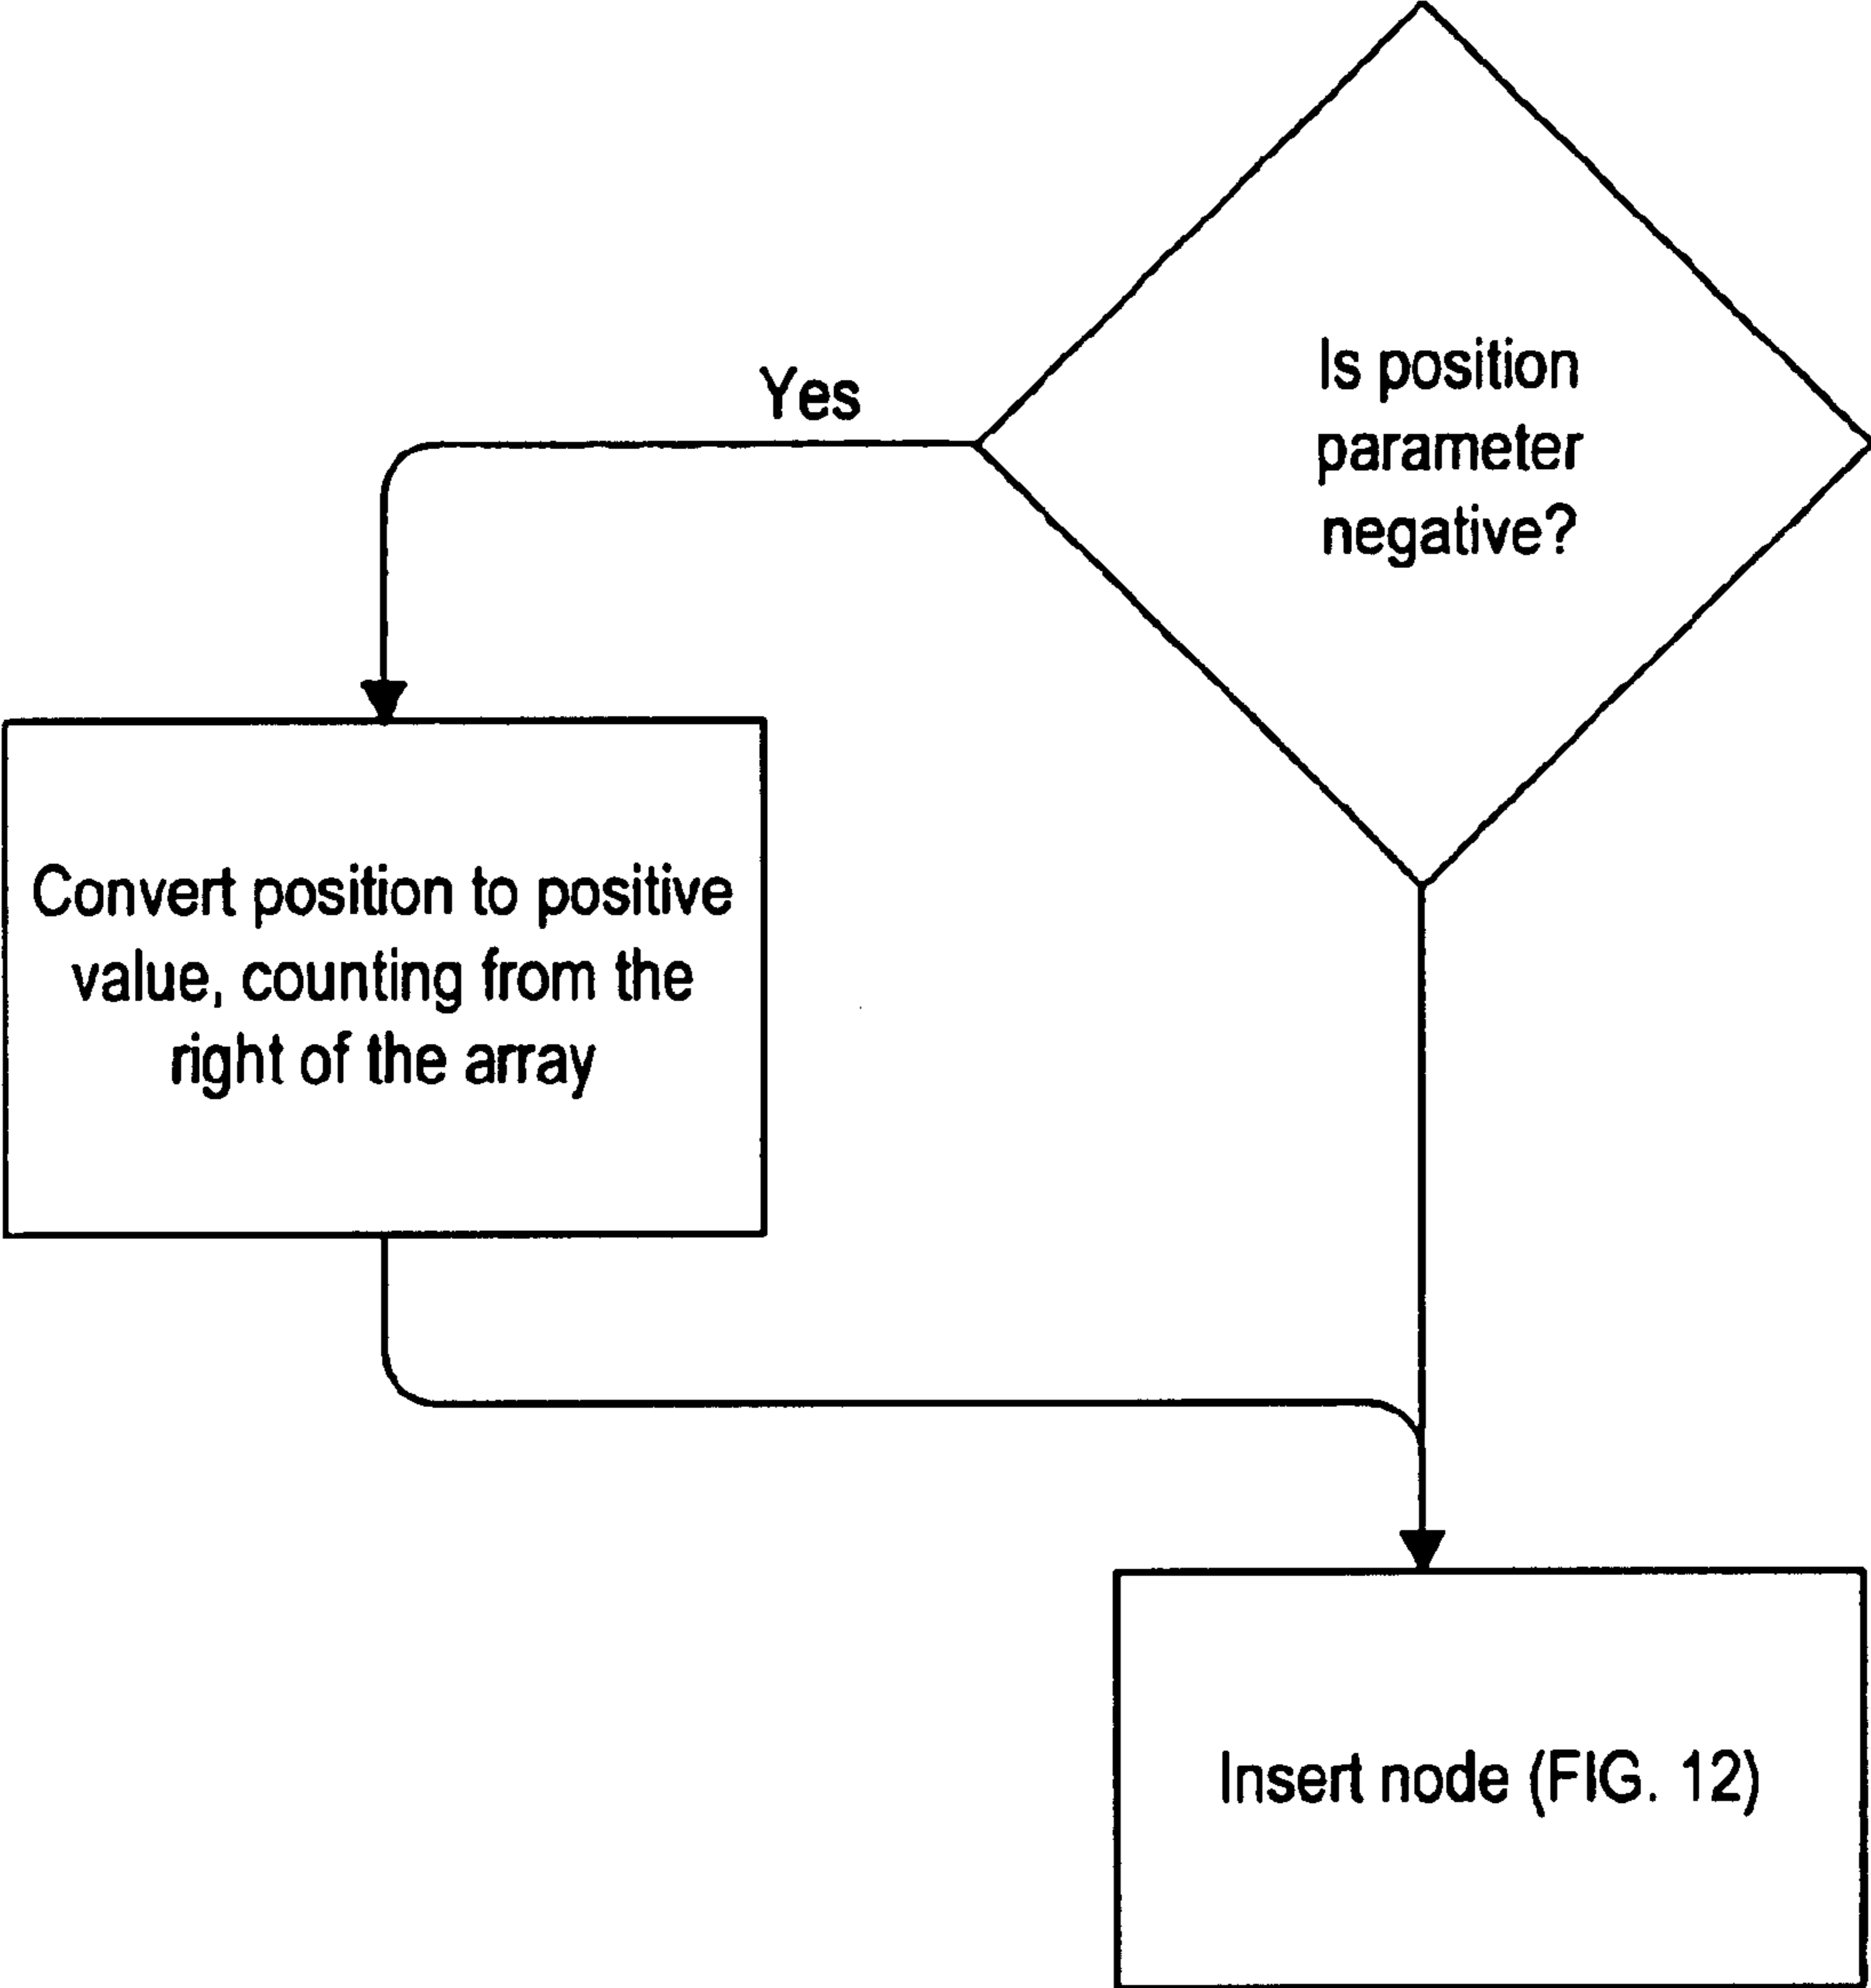 Is position
parameter
negative?
Yes
Convert position to positive
value, counting from the
right of the array
Insert node (FIG. 12)